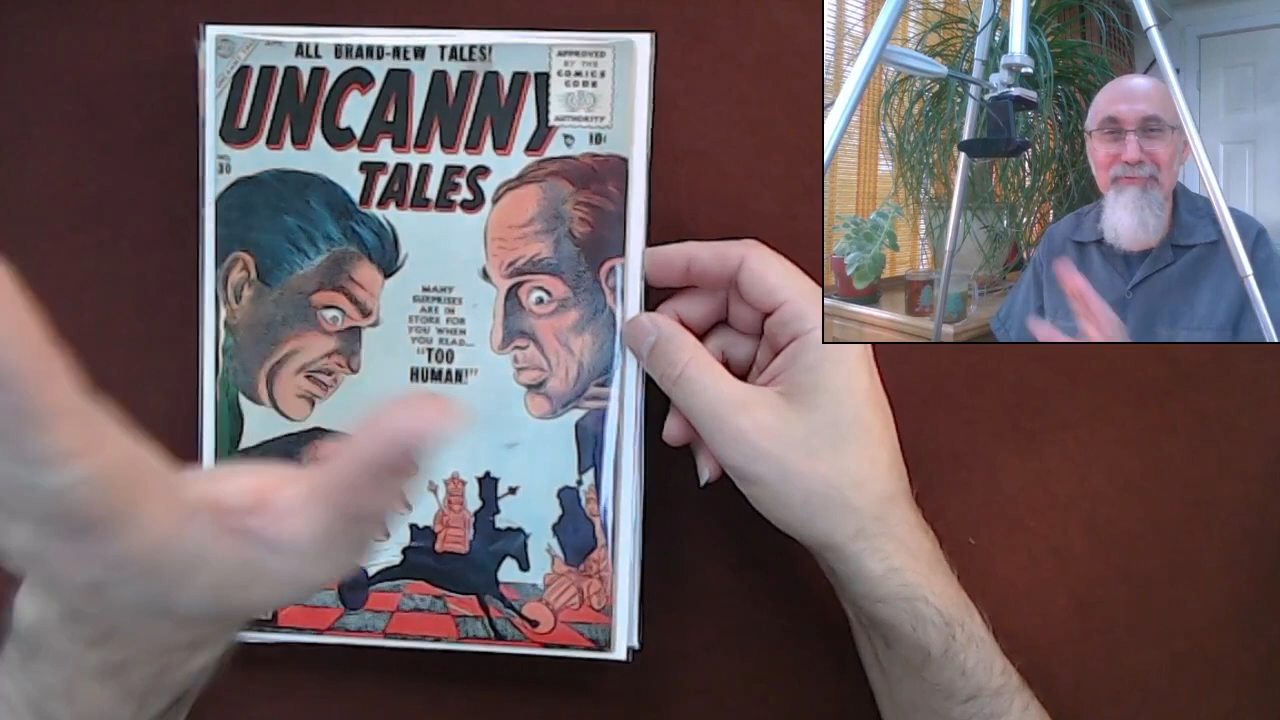 ALL BRAND-NEW TALES!
UNCANNY
TALES
APPROVED
BY THE
COMICS
CODE
AUTHORITY
10¢
NO.
30
MANY
SURPRISES
ARE IN
STORE FOR
YOU WHEN
YOU READ...
"TOO
HUMAN!"